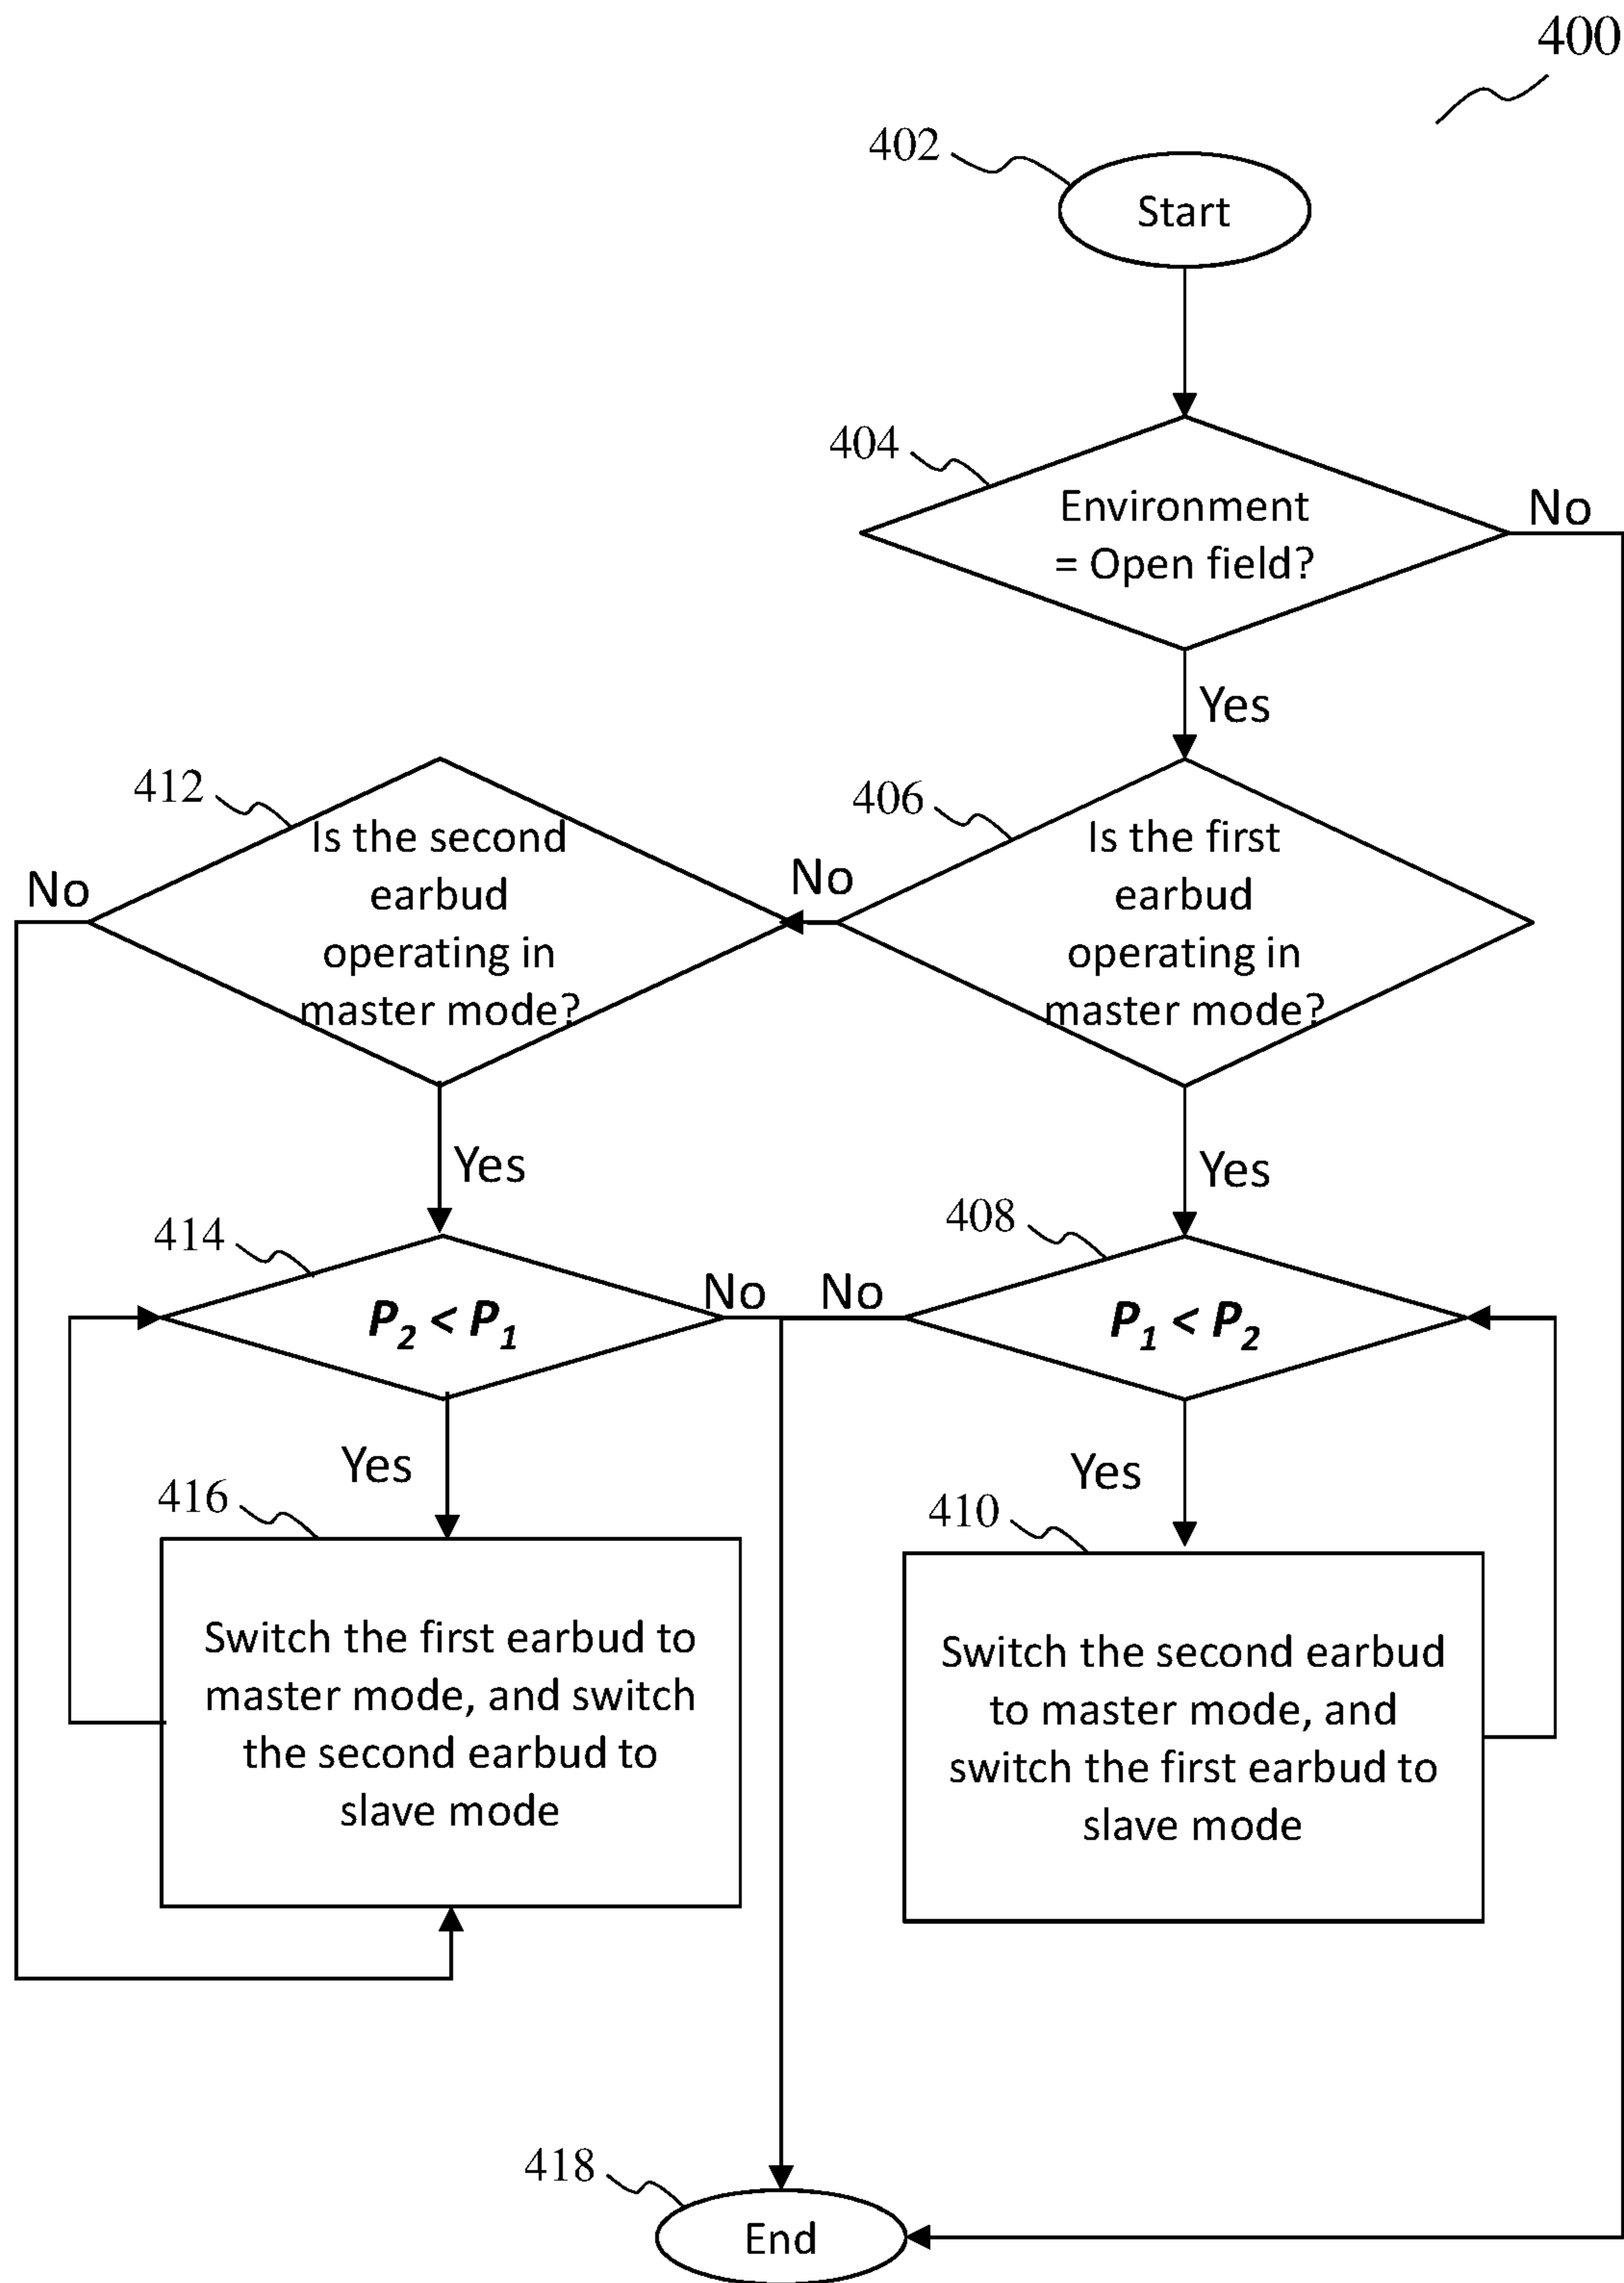 400
402
Start
404
Environment
= Open field?
No
Yes
412
Is the second
earbud
operating in
master mode?
No
406
Is the first
earbud
operating in
master mode?
No
Yes
Yes
414
P2 < P1
No
408
P1 < P2
No
Yes
Yes
416
Switch the first earbud to
master mode, and switch
the second earbud to
slave mode
410
Switch the second earbud
to master mode, and
switch the first earbud to
slave mode
418
End